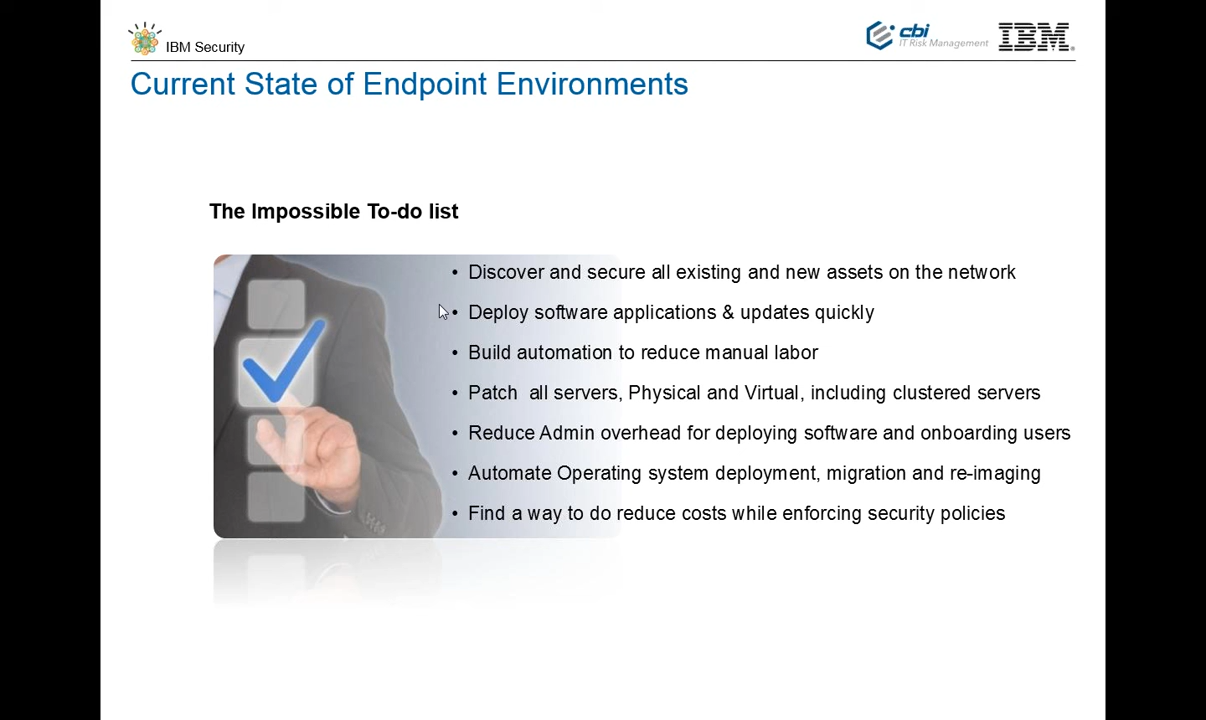 IBM Security
cbi
IT Risk Management
IBM
Current State of Endpoint Environments
The Impossible To-do list
• Discover and secure all existing and new assets on the network
• Deploy software applications & updates quickly
• Build automation to reduce manual labor
• Patch  all servers, Physical and Virtual, including clustered servers
• Reduce Admin overhead for deploying software and onboarding users
• Automate Operating system deployment, migration and re-imaging
• Find a way to do reduce costs while enforcing security policies